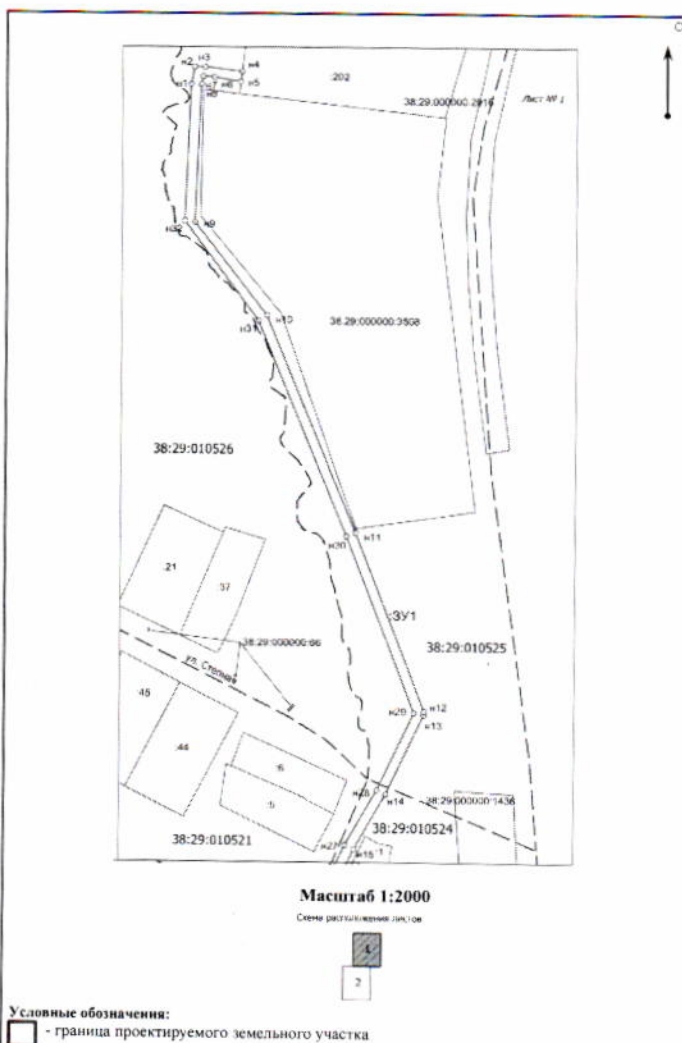 С
н2 н3
н4
н1
н7 н6 н5
н8
:202
38:29:000000:2916
Лист № 1
н32
н9
н31
н10
38:29:000000:3508
38:29:010526
н30
н11
:21
:37
:ЗУ1
38:29:000000:66
38:29:010525
ул. Степная
:45
:44
н29
н12
н13
:6
:5
н28
н14
38:29:000000:1436
38:29:010521
38:29:010524
н27
н15
:1
Масштаб 1:2000
Схема расположения листов
1
2
Условные обозначения:
- граница проектируемого земельного участка